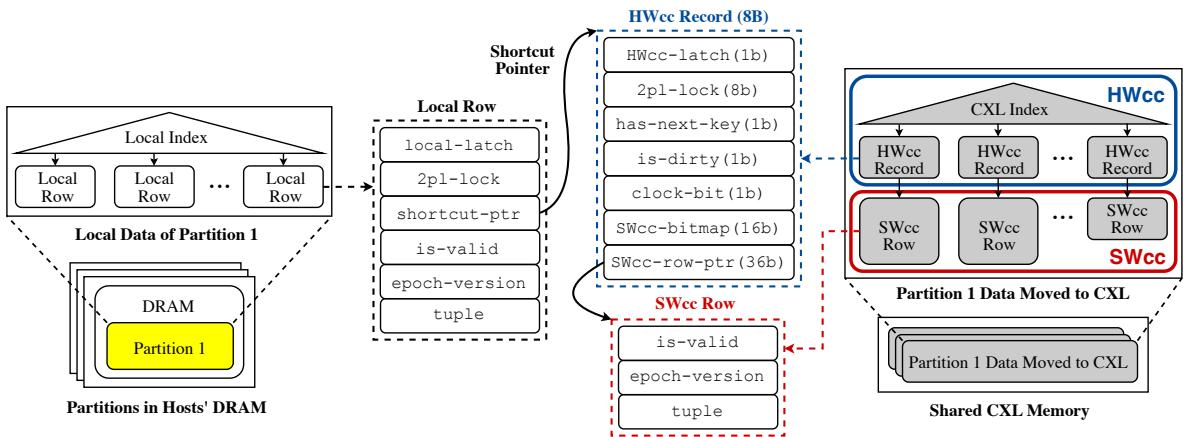 Local Index
Local
Row
Local
Row
...
Local
Row
Local Data of Partition 1
DRAM
Partition 1
Partitions in Hosts' DRAM
Local Row
local-latch
2pl-lock
shortcut-ptr
is-valid
epoch-version
tuple
Shortcut
Pointer
HWcc Record (8B)
HWcc-latch(1b)
2pl-lock(8b)
has-next-key(1b)
is-dirty(1b)
clock-bit(1b)
SWcc-bitmap(16b)
SWcc-row-ptr(36b)
SWcc Row
is-valid
epoch-version
tuple
HWcc
CXL Index
HWcc
Record
HWcc
Record
...
HWcc
Record
SWcc
Row
SWcc
Row
...
SWcc
Row
SWcc
Partition 1 Data Moved to CXL
Partition 1 Data Moved to CXL
Shared CXL Memory